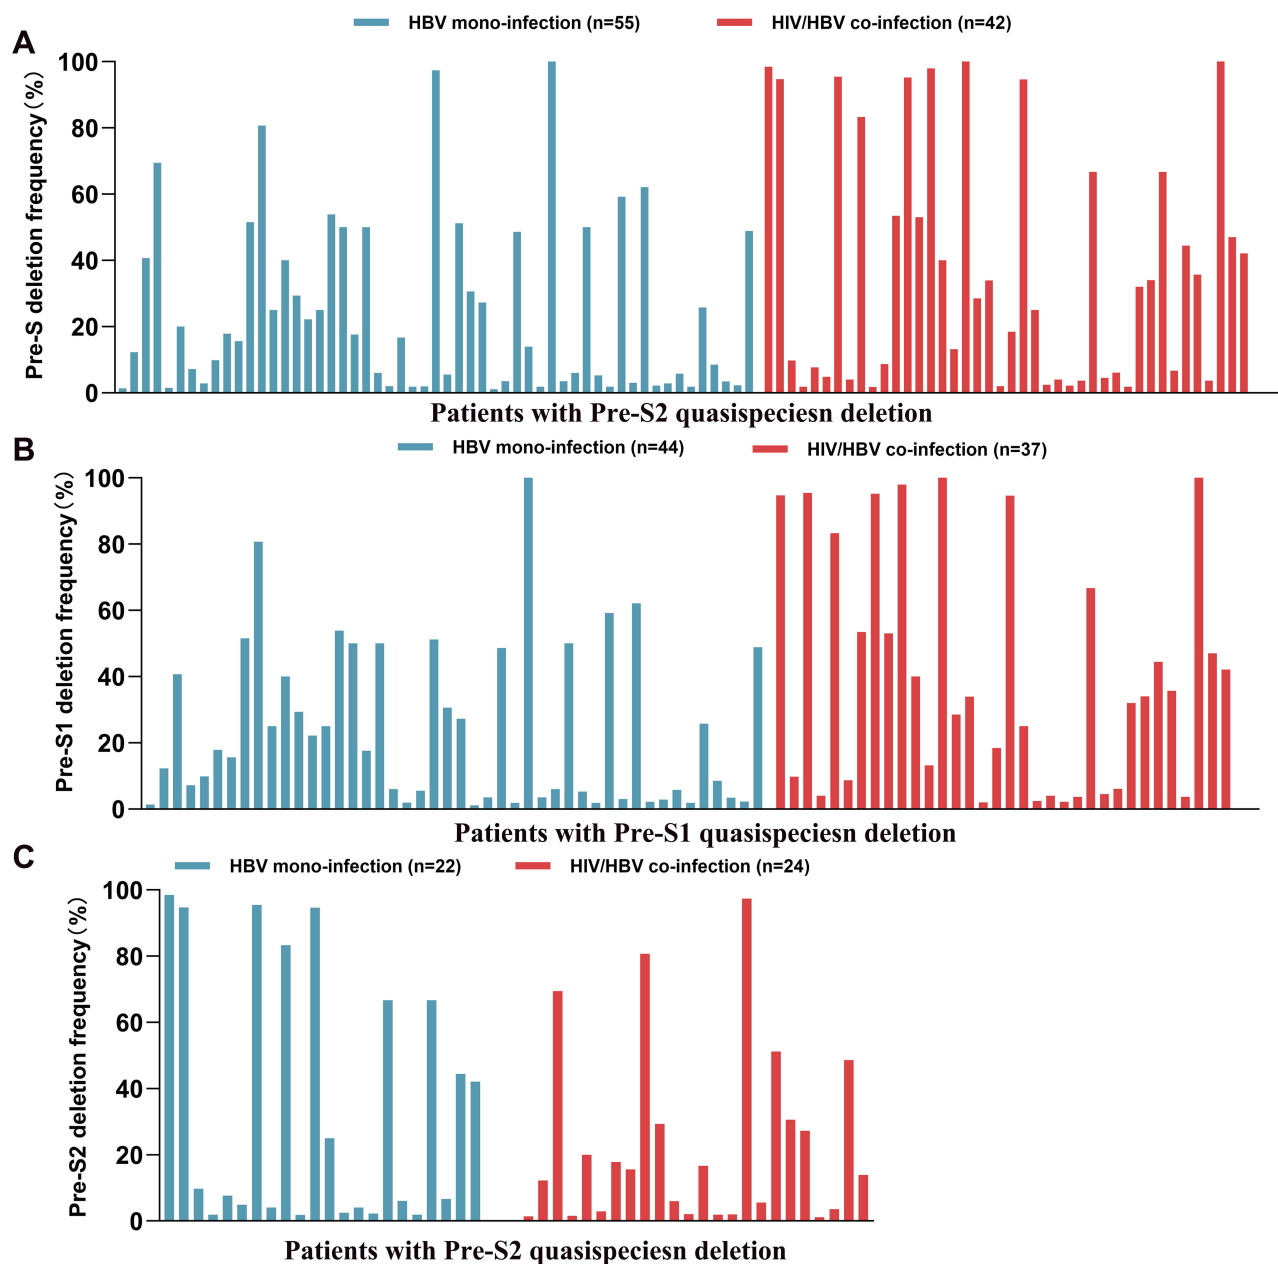 HBV mono-infection (n=55) HIV/HBV co-infection (n=42)
A
Pre-S deletion frequency (%)
100
80
60
40
20
0
Patients with Pre-S2 quasispeciesn deletion
B
HBV mono-infection (n=44) HIV/HBV co-infection (n=37)
Pre-S1 deletion frequency (%)
100
80
60
40
20
0
Patients with Pre-S1 quasispeciesn deletion
C
HBV mono-infection (n=22) HIV/HBV co-infection (n=24)
Pre-S2 deletion frequency (%)
100
80
60
40
20
0
Patients with Pre-S2 quasispeciesn deletion